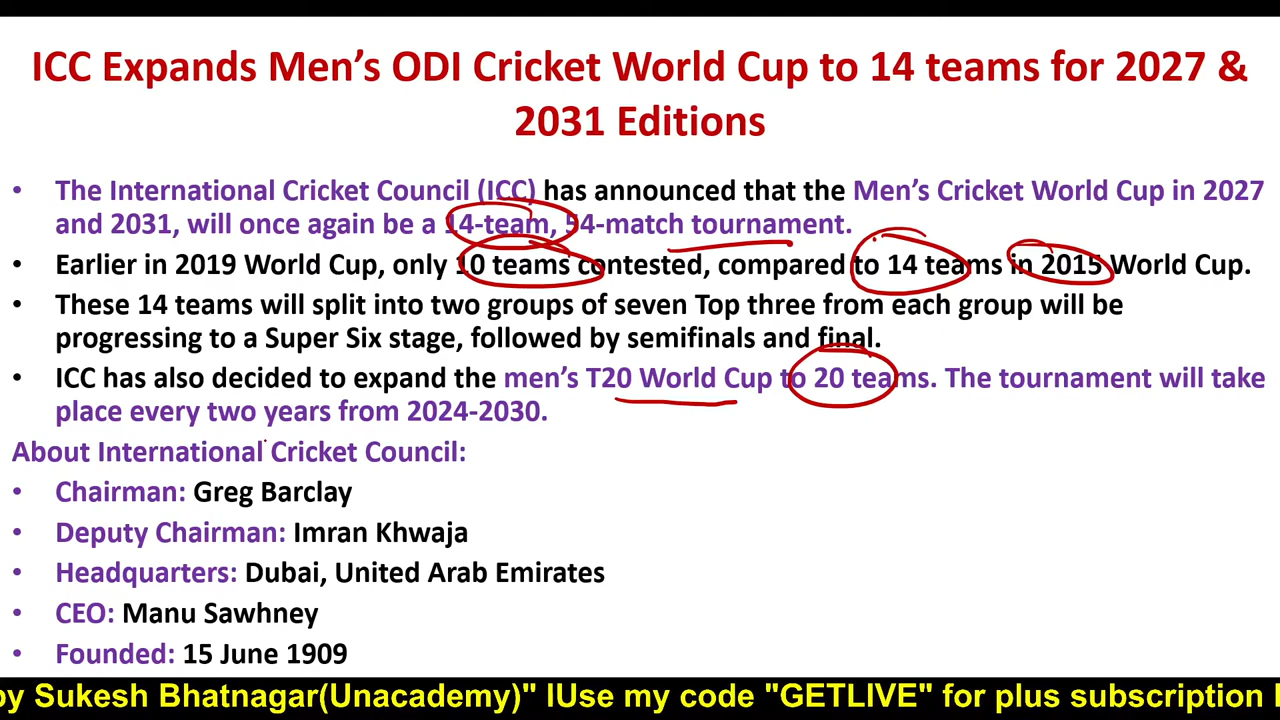 ICC Expands Men's ODI Cricket World Cup to 14 teams for 2027 &
2031 Editions
• The International Cricket Council (ICC) has announced that the Men's Cricket World Cup in 2027
and 2031, will once again be a 14-team, 54-match tournament.
• Earlier in 2019 World Cup, only 10 teams contested, compared to 14 teams in 2015 World Cup.
• These 14 teams will split into two groups of seven Top three from each group will be
progressing to a Super Six stage, followed by semifinals and final.
• ICC has also decided to expand the men's T20 World Cup to 20 teams. The tournament will take
place every two years from 2024-2030.
About International Cricket Council:
• Chairman: Greg Barclay
• Deputy Chairman: Imran Khwaja
• Headquarters: Dubai, United Arab Emirates
• CEO: Manu Sawhney
• Founded: 15 June 1909
by Sukesh Bhatnagar(Unacademy)" IUse my code "GETLIVE" for plus subscription